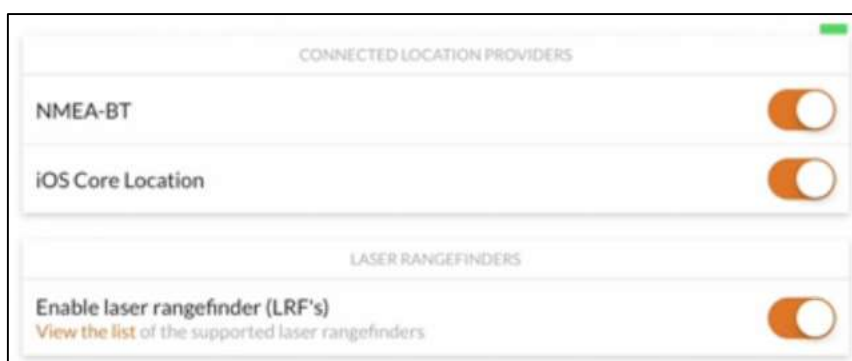 CONNECTED LOCATION PROVIDERS
NMEA-BT
iOS Core Location
LASER RANGEFINDERS
Enable laser rangefinder (LRF's)
View the list of the supported laser rangefinders